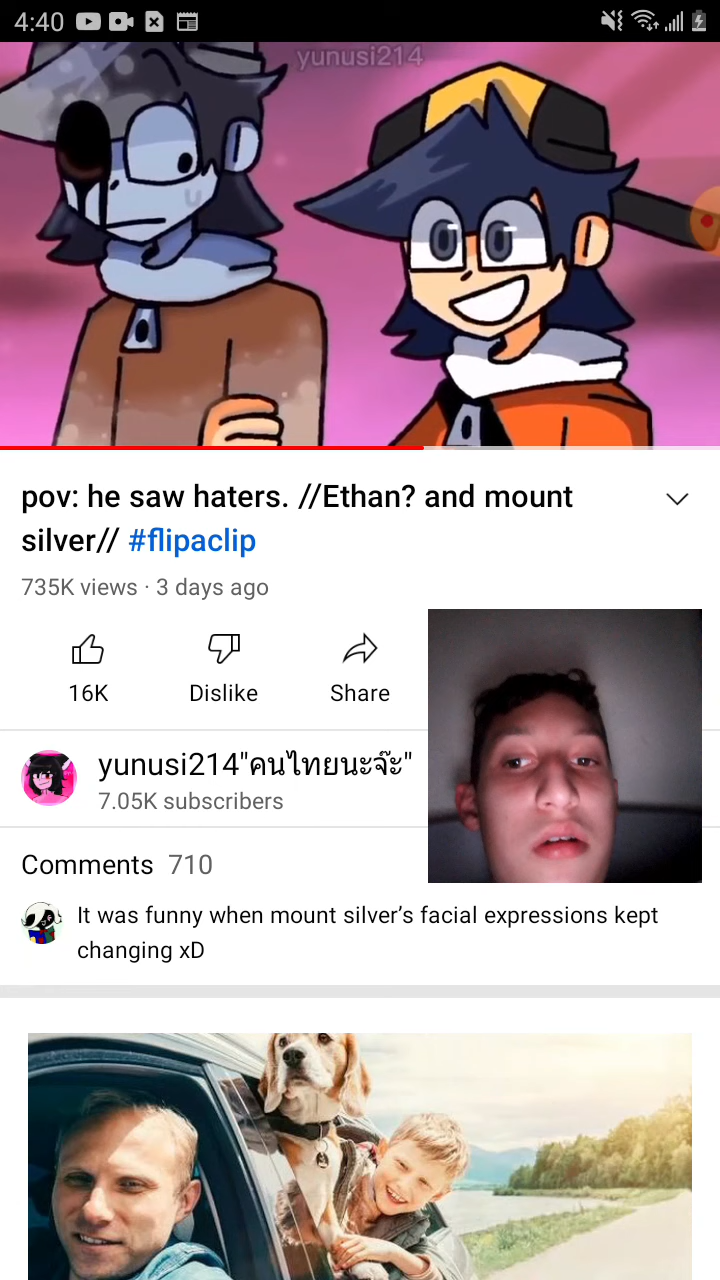 4:40
yunusi214
pov: he saw haters. //Ethan? and mount
silver// #flipaclip
735K views · 3 days ago
16K Dislike Share
yunusi214"คนไทยนะจ๊ะ"
7.05K subscribers
Comments 710
It was funny when mount silver’s facial expressions kept
changing xD